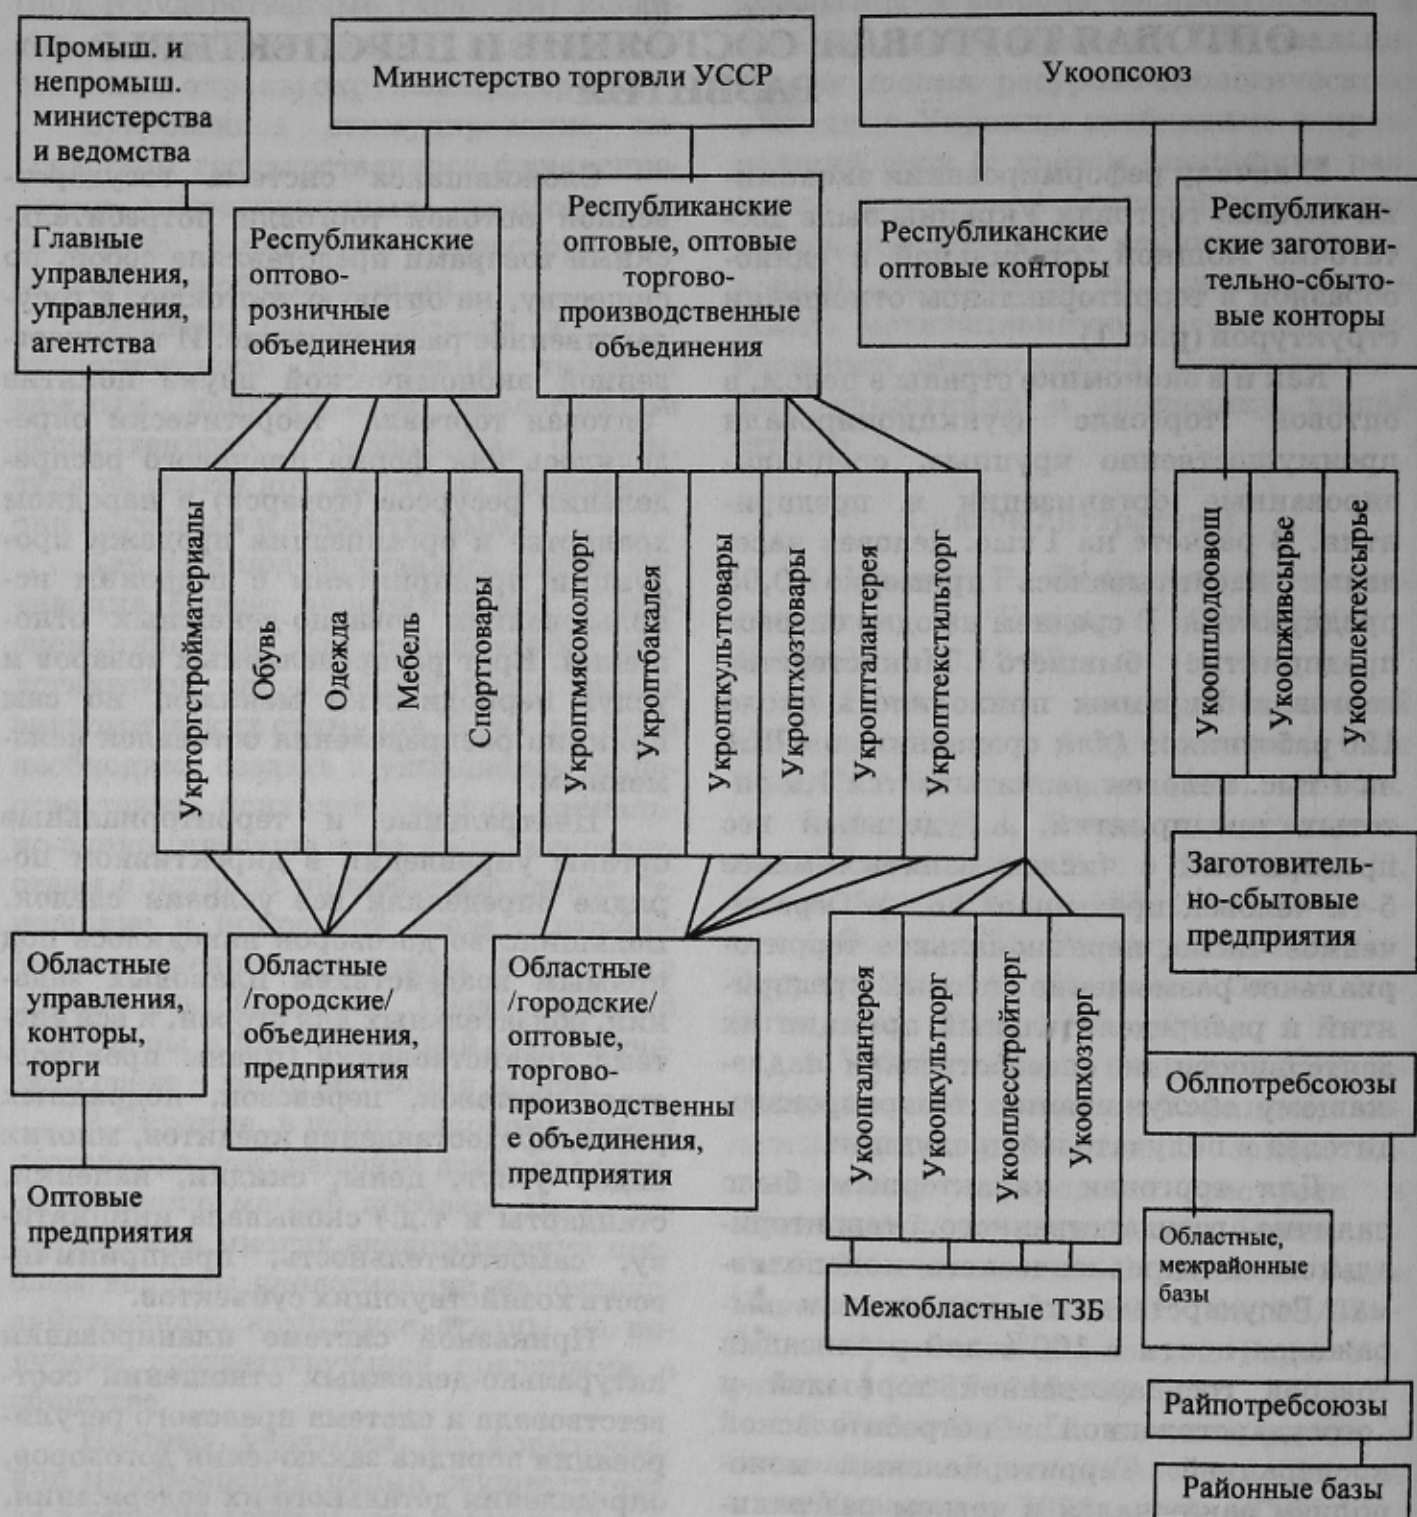 Промыш. и
непромыш.
министерства
и ведомства
Министерство торговли УССР
Укоопсоюз
Главные
управления,
управления,
агентства
Республиканские
оптово-
розничные
объединения
Республиканские
оптовые, оптовые
торгово-
производственные
объединения
Республиканские
оптовые конторы
Республикан-
ские заготови-
тельно-сбыто-
вые конторы
Укрторгстройматериалы
Обувь
Одежда
Мебель
Спорттовары
Укроптмясомолторг
Укроптбакалея
Укропткульттовары
Укроптхозтовары
Укроптгалатерея
Укроптекстильторг
Укоопплодовощ
Укоопживсырье
Укооплетехсырье
Областные
управления,
конторы,
торги
Областные
/городские/
объединения,
предприятия
Областные
/городские/
оптовые,
торгово-
производственны
е объединения,
предприятия
Укоопгалантерея
Укоопкультторг
Укооплесстройторг
Укоопхозторг
Заготовитель-
но-сбытовые
предприятия
Облпотребсоюзы
Оптовые
предприятия
Межобластные ТЗБ
Областные,
межрайонные
базы
Райпотребсоюзы
Районные базы